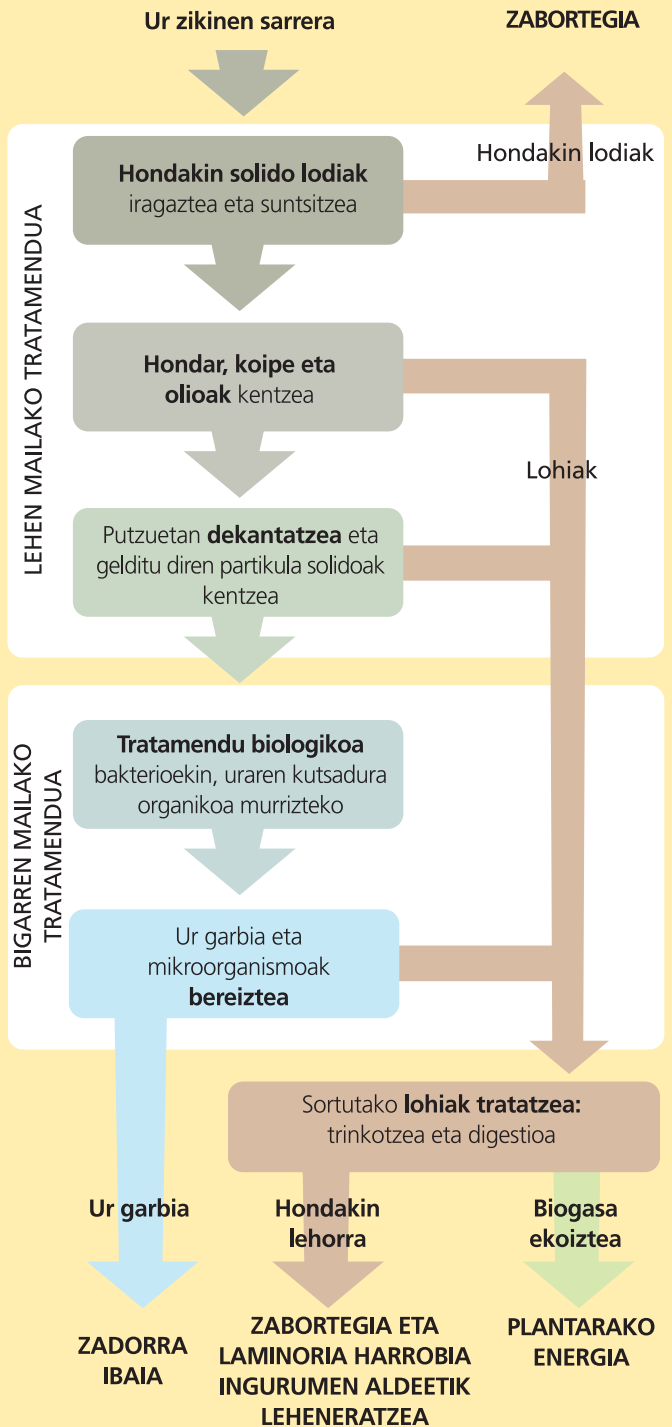 Ur zikinen sarrera
ZABORTEGIA
LEHEN MAILAKO TRATAMENDUA
Hondakin solido lodiak
iragaztea eta suntsitzea
Hondakin lodiak
Hondar, koipe eta
olioak kentzea
Lohiak
Putzuetan dekantatzea eta
gelditu diren partikula solidoak
kentzea
BIGARREN MAILAKO
TRATAMENDUA
Tratamendu biologikoa
bakterioekin, uraren kutsadura
organikoa murrizteko
Ur garbia eta
mikroorganismoak
bereiztea
Sortutako lohiak tratatzea:
trinkotzea eta digestioa
Ur garbia
Hondakin
lehorra
Biogasa
ekoiztea
ZADORRA
IBAIA
ZABORTEGIA ETA
LAMINORIA HARROBIA
INGURUMEN ALDEETIK
LEHENERATZEA
PLANTARAKO
ENERGIA